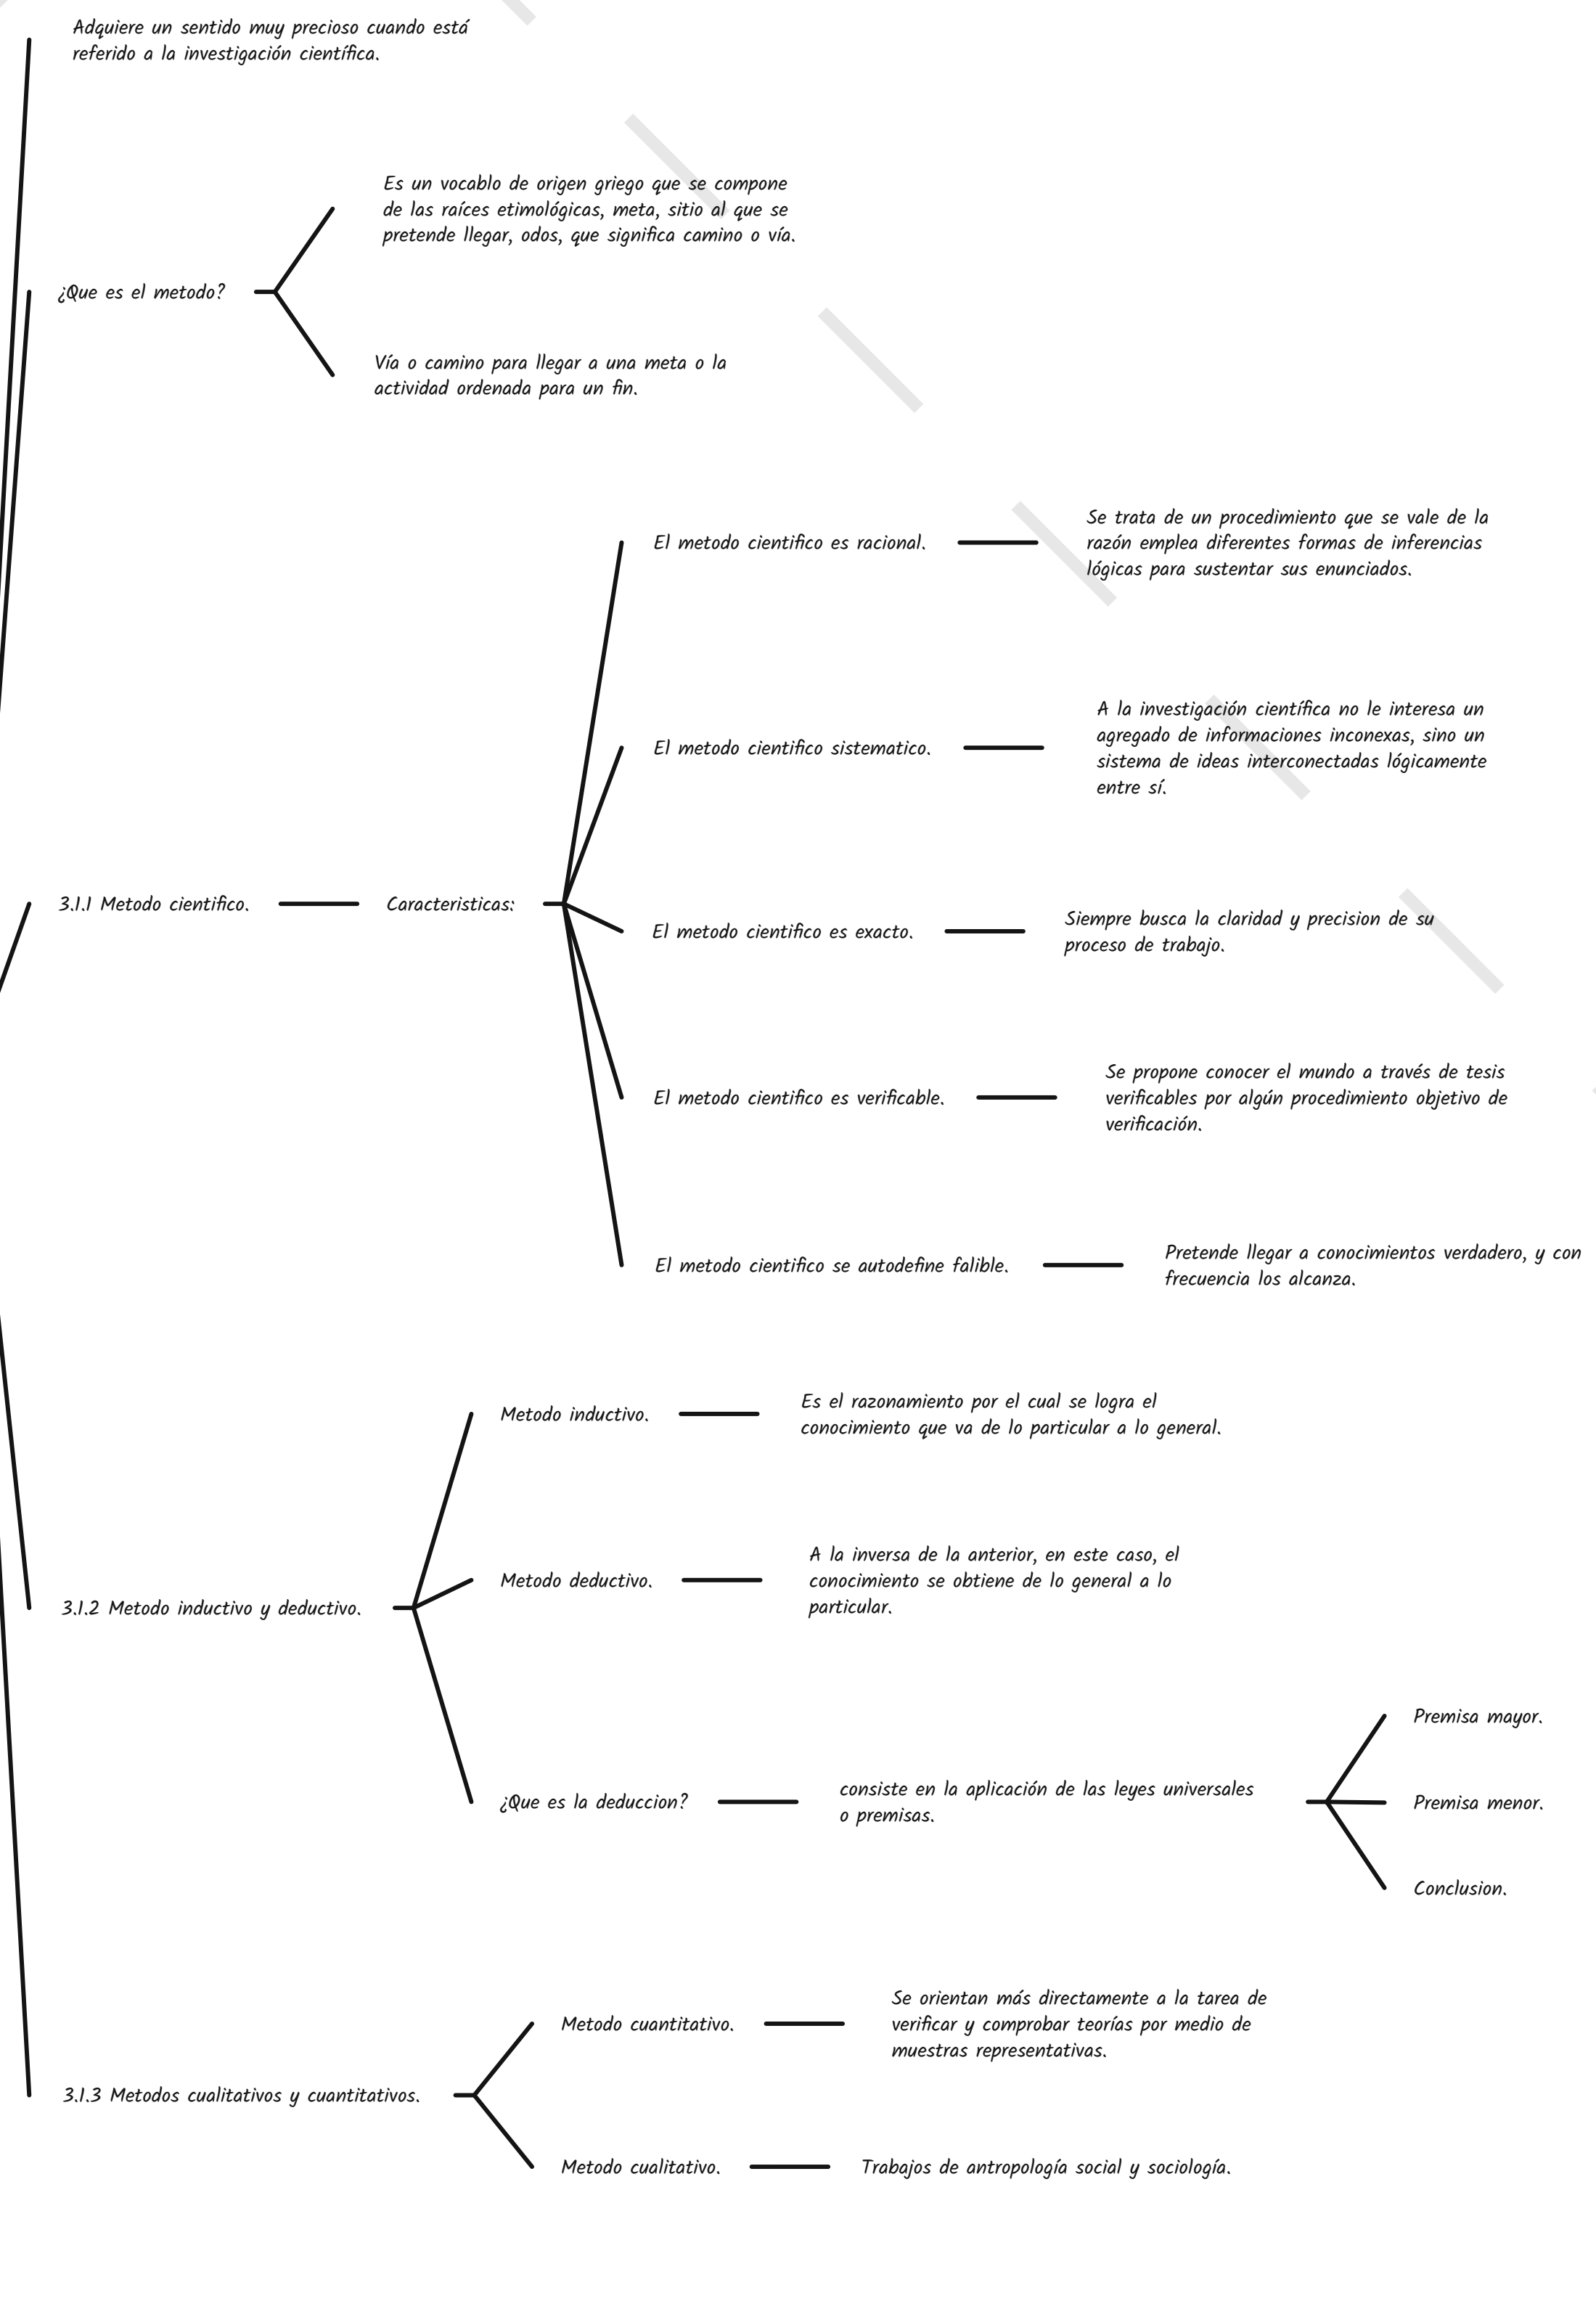 Adquiere un sentido muy precioso cuando está
referido a la investigación científica.
Es un vocablo de origen griego que se compone
de las raíces etimológicas, meta, sitio al que se
pretende llegar, odos, que significa camino o vía.
¿Que es el metodo?
Vía o camino para llegar a una meta o la
actividad ordenada para un fin.
El metodo cientifico es racional.
Se trata de un procedimiento que se vale de la
razón emplea diferentes formas de inferencias
lógicas para sustentar sus enunciados.
El metodo cientifico sistematico.
A la investigación científica no le interesa un
agregado de informaciones inconexas, sino un
sistema de ideas interconectadas lógicamente
entre sí.
3.1.1 Metodo cientifico.
Caracteristicas:
El metodo cientifico es exacto.
Siempre busca la claridad y precision de su
proceso de trabajo.
El metodo cientifico es verificable.
Se propone conocer el mundo a través de tesis
verificables por algún procedimiento objetivo de
verificación.
El metodo cientifico se autodefine falible.
Pretende llegar a conocimientos verdadero, y con
frecuencia los alcanza.
Metodo inductivo.
Es el razonamiento por el cual se logra el
conocimiento que va de lo particular a lo general.
Metodo deductivo.
A la inversa de la anterior, en este caso, el
conocimiento se obtiene de lo general a lo
particular.
3.1.2 Metodo inductivo y deductivo.
¿Que es la deduccion?
consiste en la aplicación de las leyes universales
o premisas.
Premisa mayor.
Premisa menor.
Conclusion.
Metodo cuantitativo.
Se orientan más directamente a la tarea de
verificar y comprobar teorías por medio de
muestras representativas.
3.1.3 Metodos cualitativos y cuantitativos.
Metodo cualitativo.
Trabajos de antropología social y sociología.